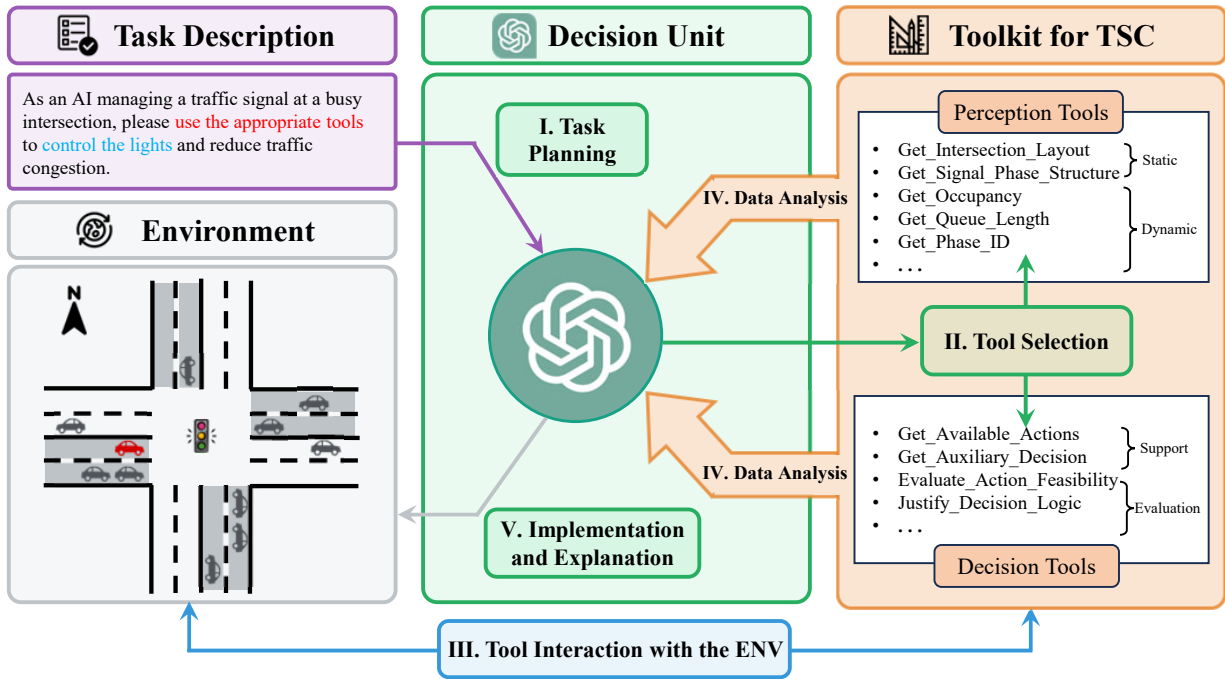 Task Description
As an AI managing a traffic signal at a busy
intersection, please use the appropriate tools
to control the lights and reduce traffic
congestion.
Environment
N
Decision Unit
I. Task
Planning
V. Implementation
and Explanation
Toolkit for TSC
Perception Tools
• Get_Intersection_Layout
• Get_Signal_Phase_Structure
Static
• Get_Occupancy
• Get_Queue_Length
• Get_Phase_ID
• . . .
Dynamic
IV. Data Analysis
II. Tool Selection
IV. Data Analysis
• Get_Available_Actions
• Get_Auxiliary_Decision
Support
• Evaluate_Action_Feasibility
• Justify_Decision_Logic
• . . .
Evaluation
Decision Tools
III. Tool Interaction with the ENV